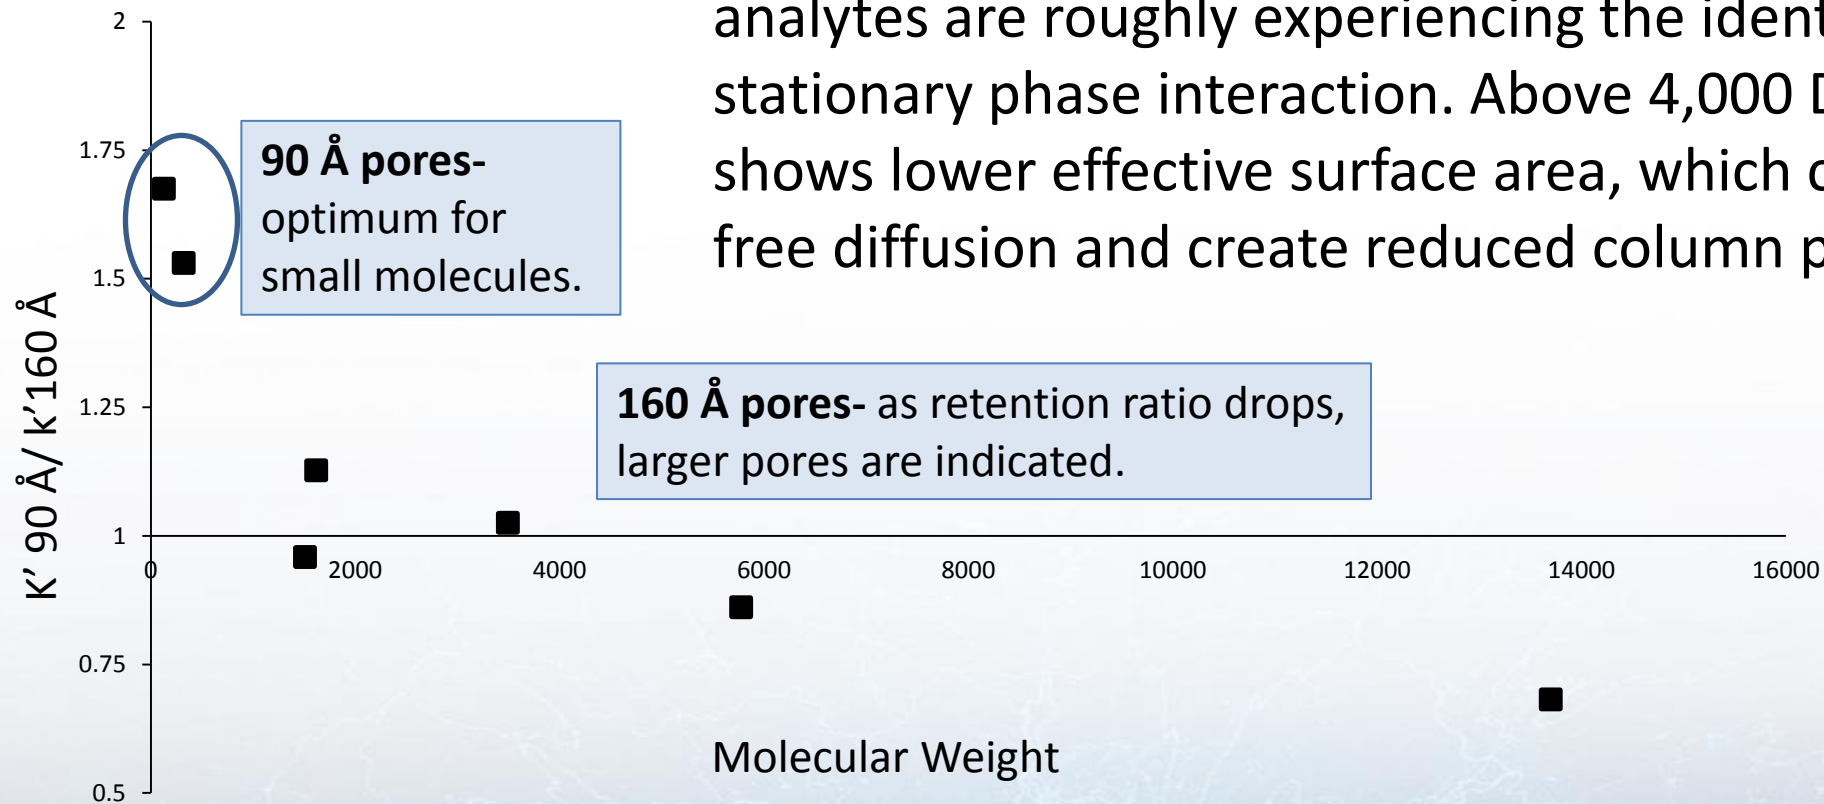 analytes are roughly experiencing the
stationary phase interaction. Above 4,000
shows lower effective surface area, which
free diffusion and create reduced column
2
1.75
1.5
1.25
1
0.75
0.5
K’ 90 Å/ k’160 Å
90 Å pores-
optimum for
small molecules.
160 Å pores- as retention ratio drops,
larger pores are indicated.
0 2000 4000 6000 8000 10000 12000 14000 16000
Molecular Weight